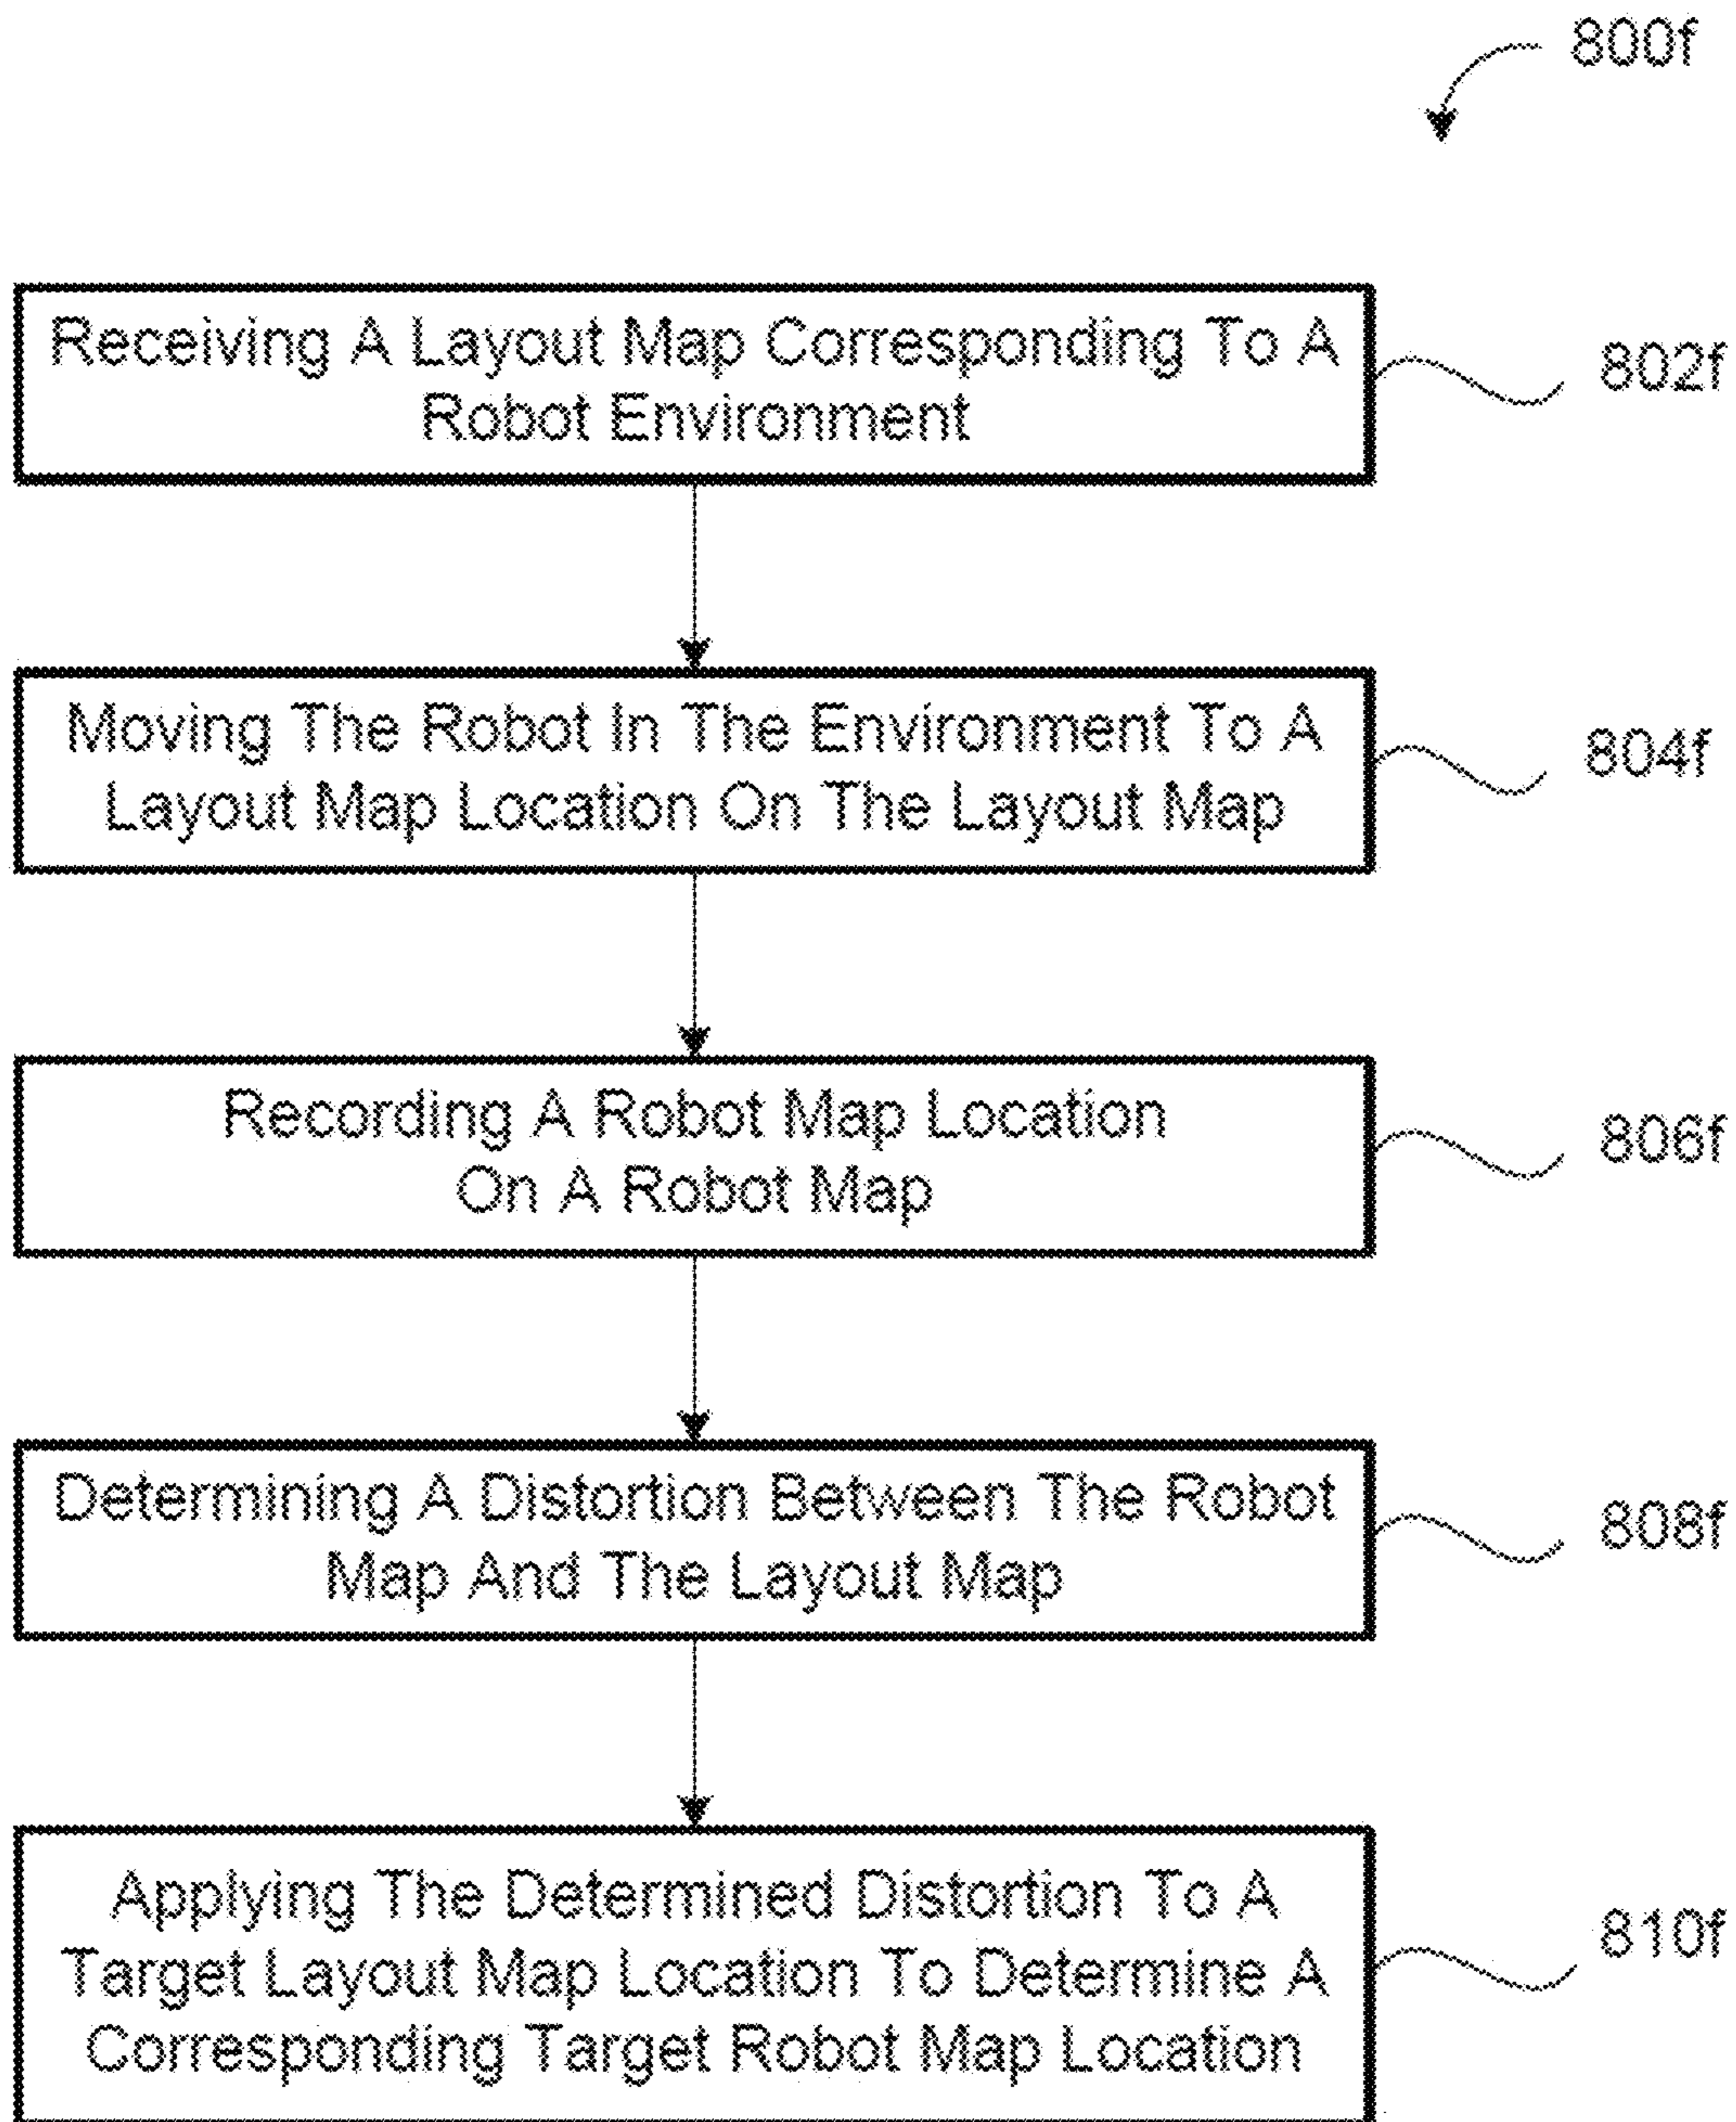 800f
Receiving A Layout Map Corresponding To A
Robot Environment
802f
Moving The Robot In The Environment To A
Layout Map Location On The Layout Map
804f
Recording A Robot Map Location
On A Robot Map
806f
Determining A Distortion Between The Robot
Map And The Layout Map
808f
Applying The Determined Distortion To A
Target Layout Map Location To Determine A
Corresponding Target Robot Map Location
810f